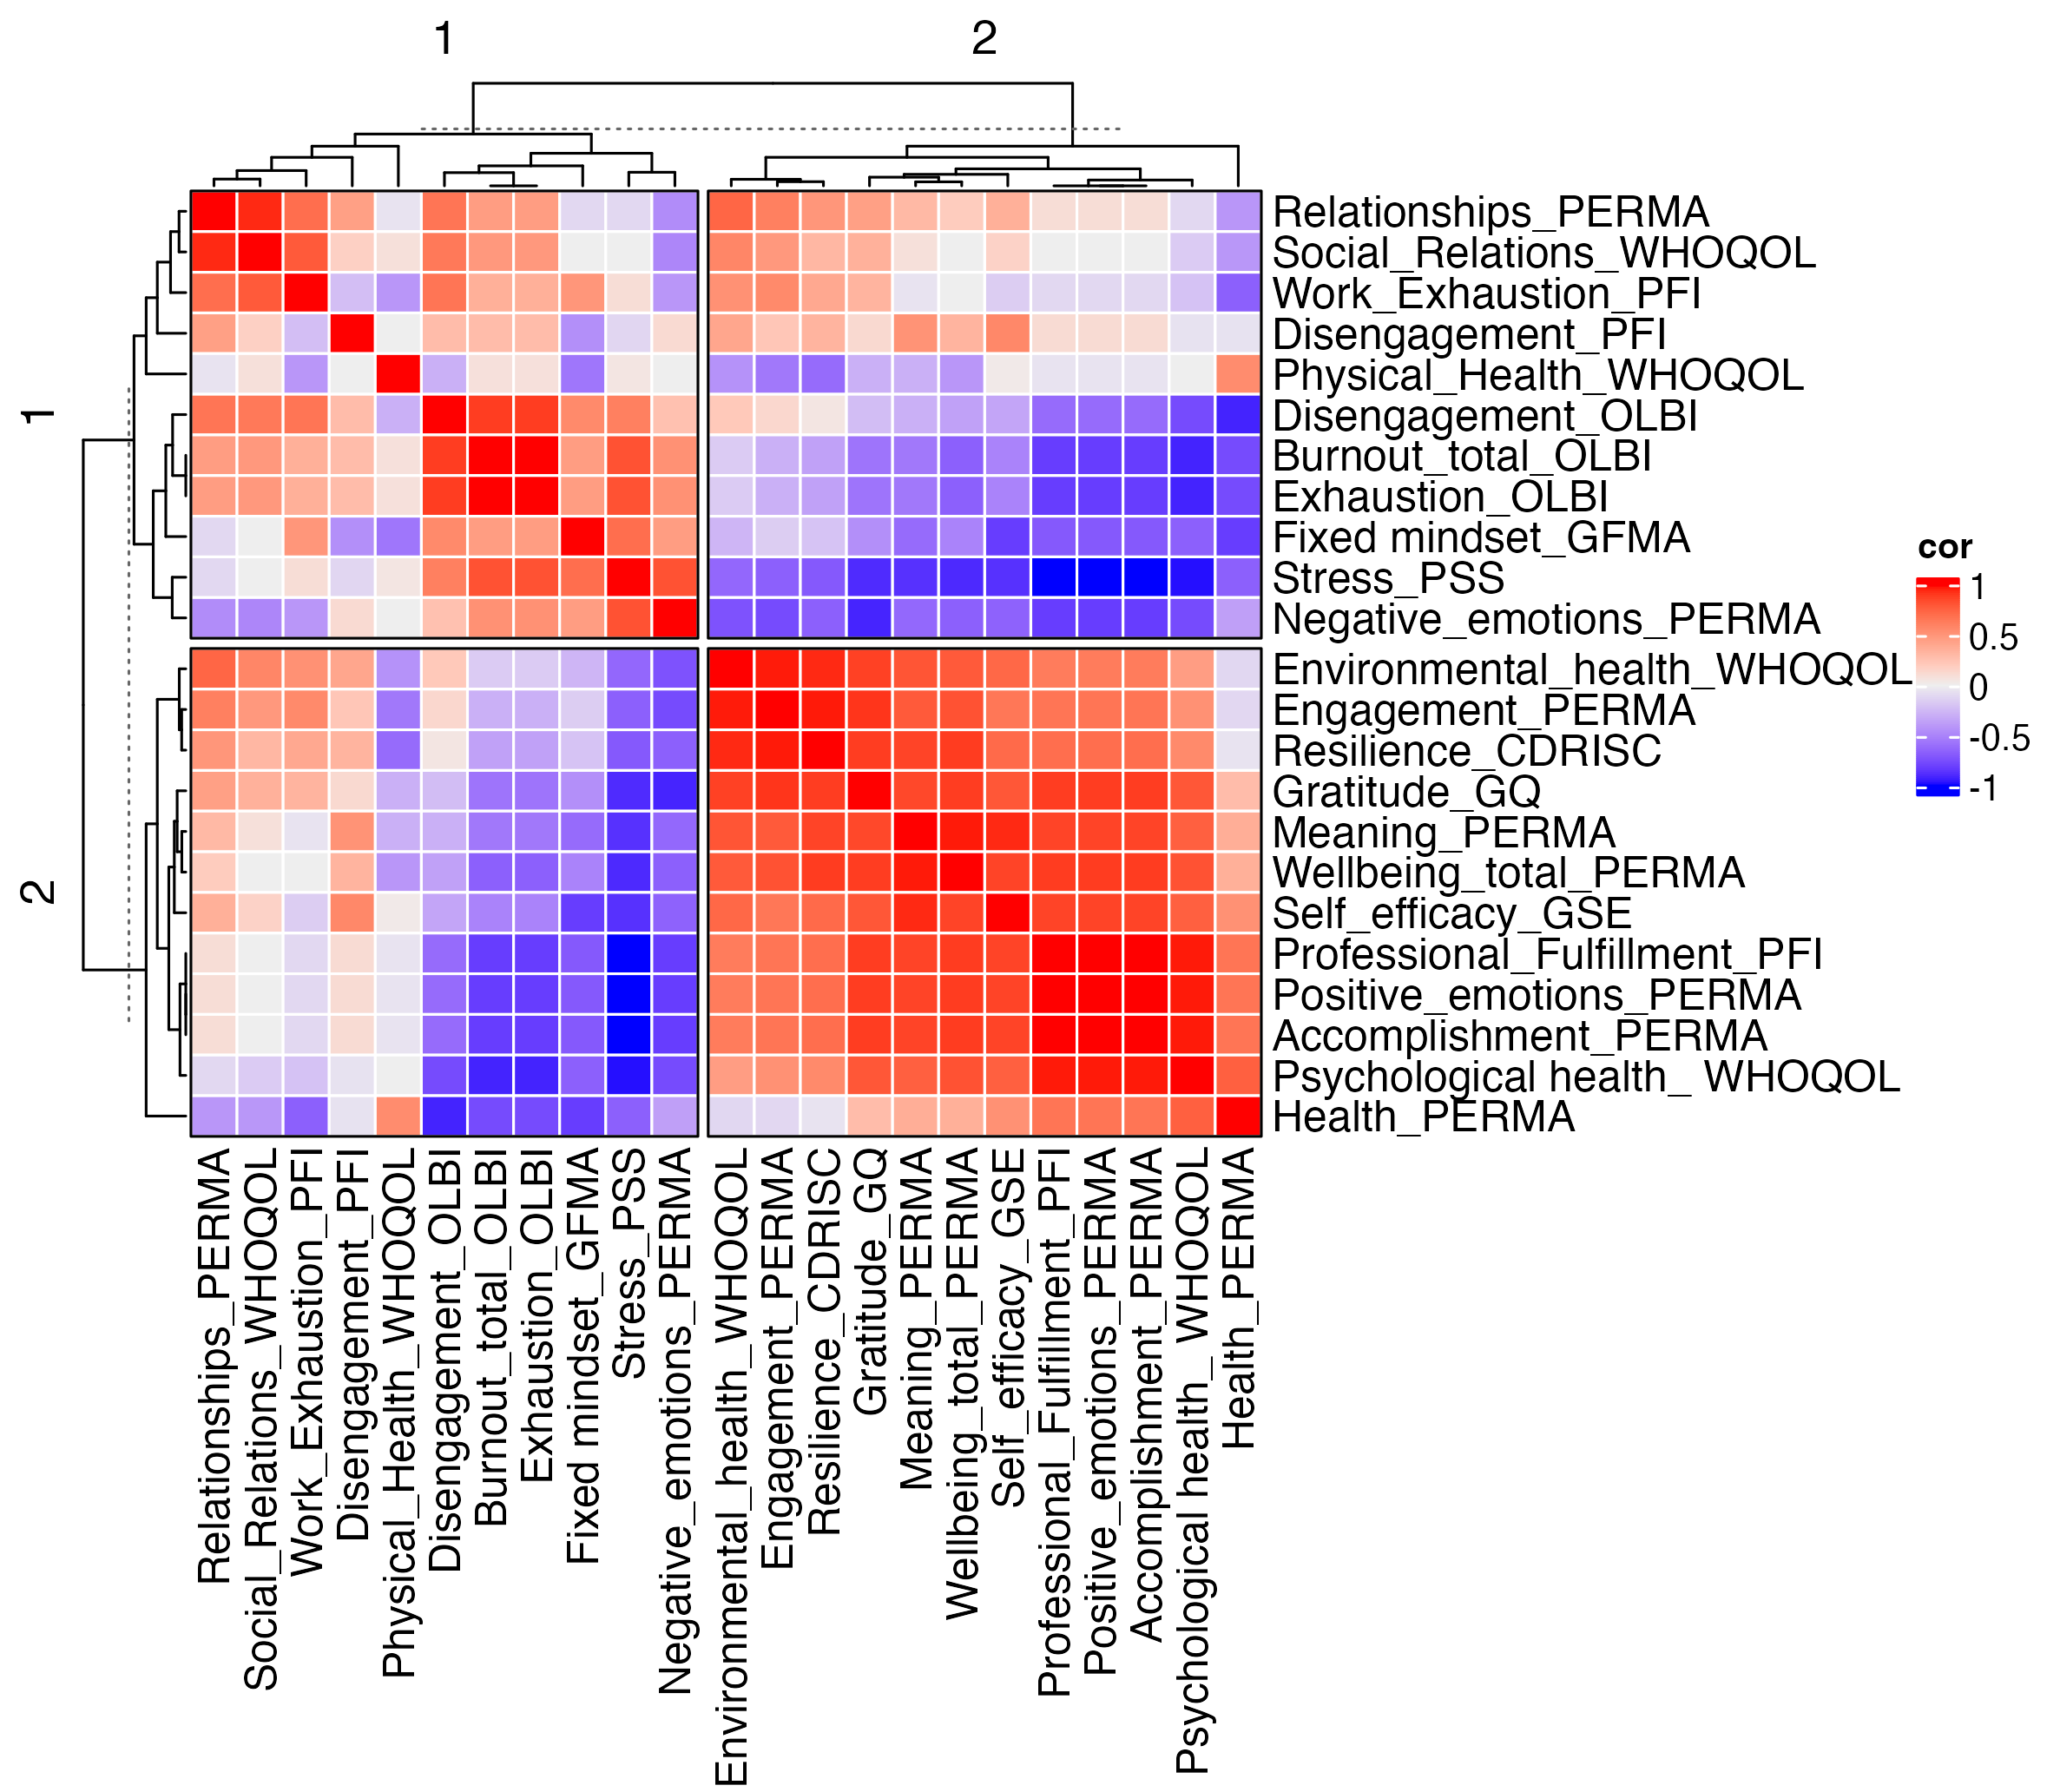 1
2
1
2
Relationships_PERMA
Social_Relations_WHOQOL
Work_Exhaustion_PFI
Disengagement_PFI
Physical_Health_WHOQOL
Disengagement_OLBI
Burnout_total_OLBI
Exhaustion_OLBI
Fixed mindset_GFMA
Stress_PSS
Negative_emotions_PERMA
Environmental_health_WHOQOL
Engagement_PERMA
Resilience_CDRISC
Gratitude_GQ
Meaning_PERMA
Wellbeing_total_PERMA
Self_efficacy_GSE
Professional_Fulfillment_PFI
Positive_emotions_PERMA
Accomplishment_PERMA
Psychological health_ WHOQOL
Health_PERMA
cor
1
0.5
0
-0.5
-1
Relationships_PERMA
Social_Relations_WHOQOL
Work_Exhaustion_PFI
Disengagement_PFI
Physical_Health_WHOQOL
Disengagement_OLBI
Burnout_total_OLBI
Exhaustion_OLBI
Fixed mindset_GFMA
Stress_PSS
Negative_emotions_PERMA
Environmental_health_WHOQOL
Engagement_PERMA
Resilience_CDRISC
Gratitude_GQ
Meaning_PERMA
Wellbeing_total_PERMA
Self_efficacy_GSE
Professional_Fulfillment_PFI
Positive_emotions_PERMA
Accomplishment_PERMA
Psychological health_ WHOQOL
Health_PERMA